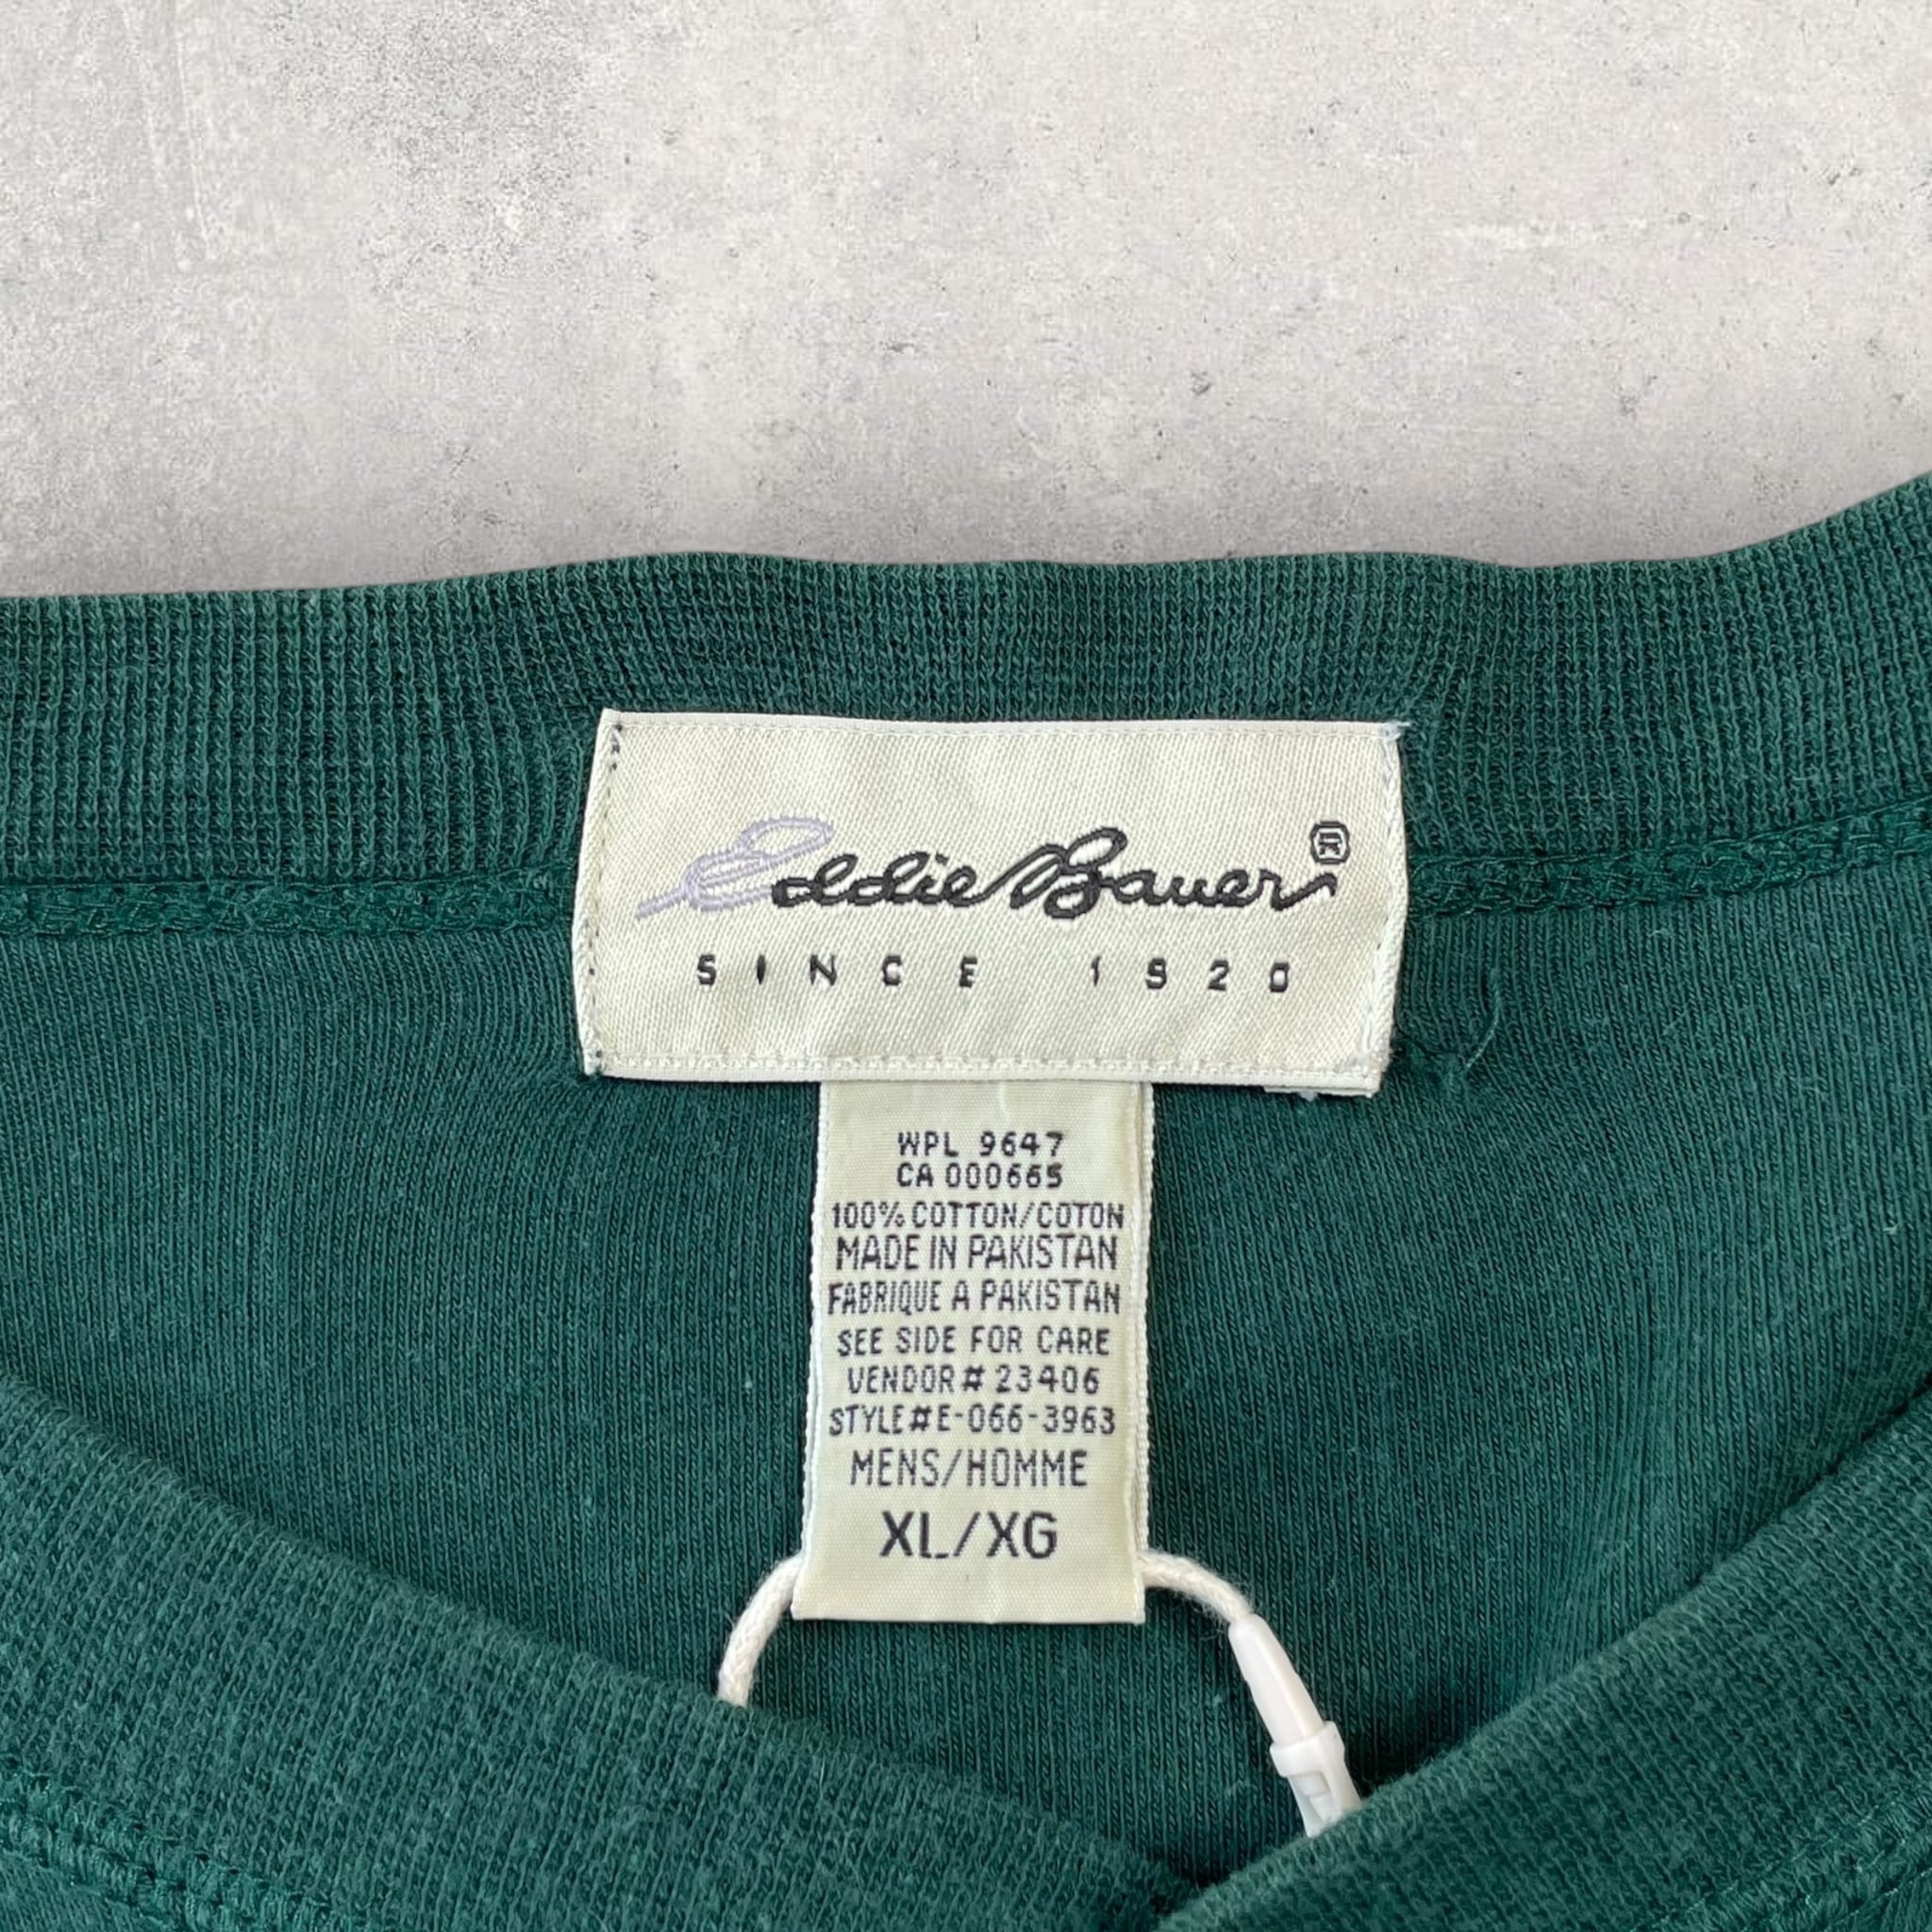 Eddie Bauer®
SINCE 1920
WPL 9647
CA 000665
100% COTTON/COTON
MADE IN PAKISTAN
FABRIQUE A PAKISTAN
SEE SIDE FOR CARE
VENDOR# 23406
STYLE#E-066-3963
MENS/HOMME
XL/XG